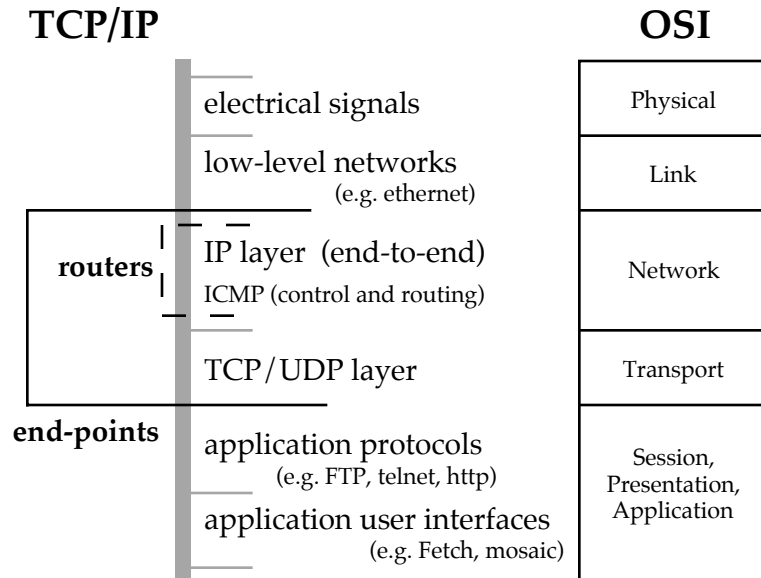 TCP/IP
OSI
electrical signals
Physical
low-level networks
(e.g. ethernet)
Link
routers
IP layer (end-to-end)
ICMP (control and routing)
Network
TCP/UDP layer
Transport
end-points
application protocols
(e.g. FTP, telnet, http)
application user interfaces
(e.g. Fetch, mosaic)
Session,
Presentation,
Application